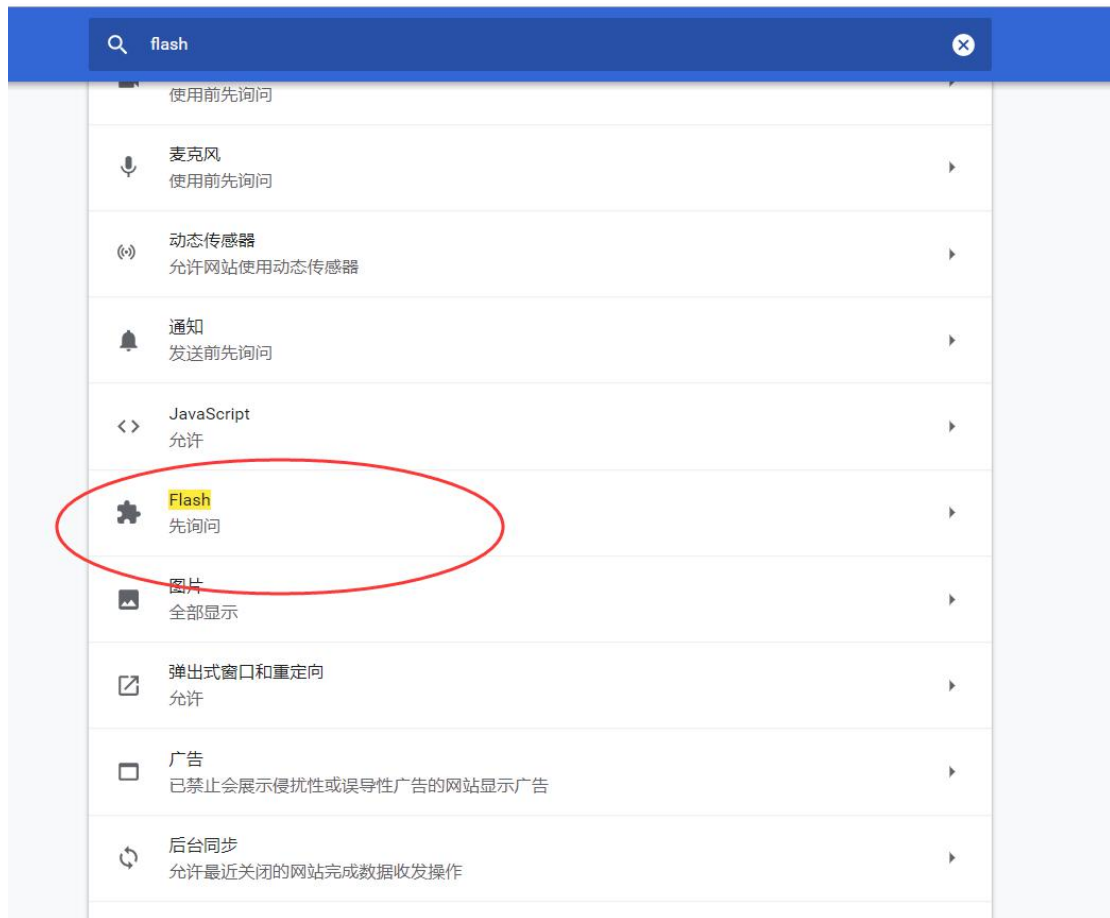 flash
使用前先询问
麦克风
使用前先询问
动态传感器
允许网站使用动态传感器
通知
发送前先询问
JavaScript
允许
Flash
先询问
图片
全部显示
弹出式窗口和重定向
允许
广告
已禁止会展示侵扰性或误导性广告的网站显示广告
后台同步
允许最近关闭的网站完成数据收发操作